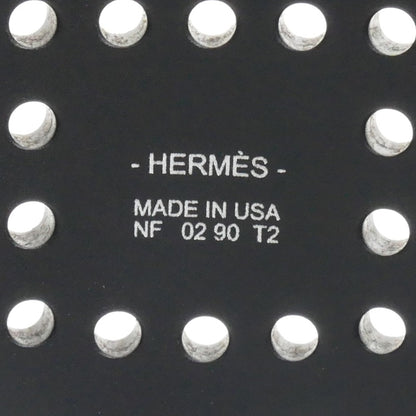 - HERMÈS -
MADE IN USA
NF 02 90 T2